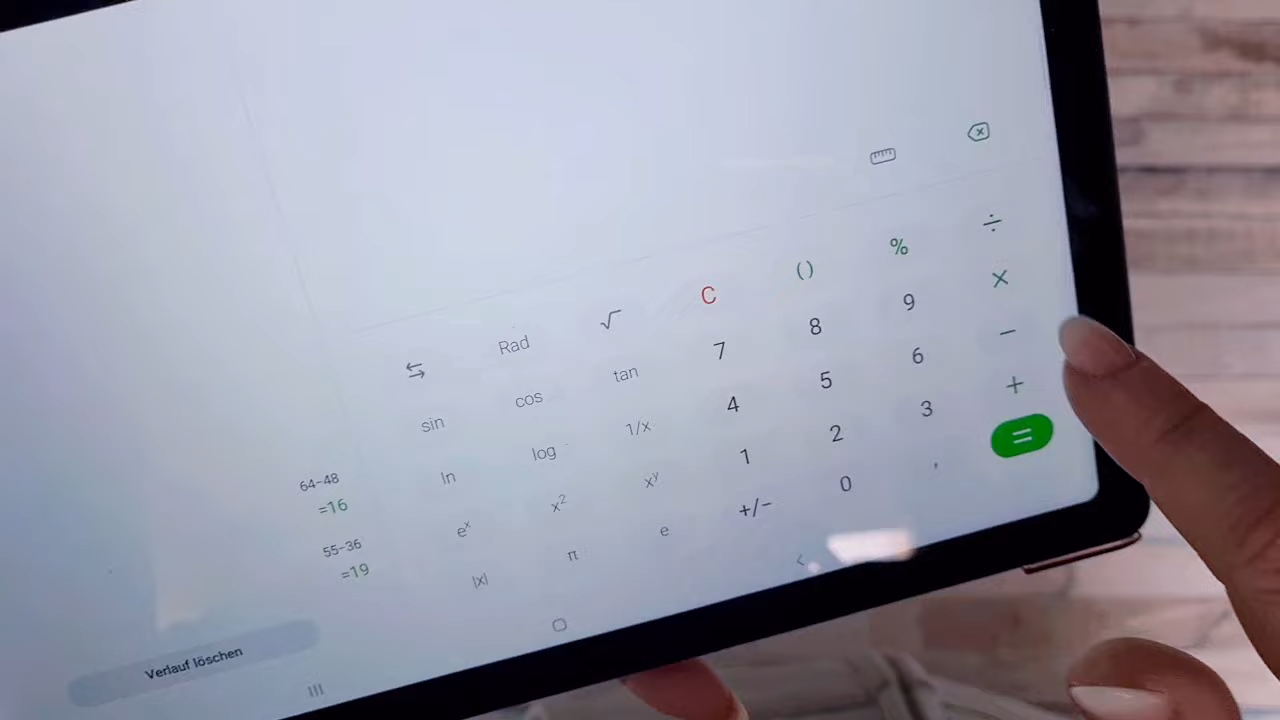 C () % ÷
⇆ Rad √ 7 8 9 ×
sin cos tan 4 5 6 −
ln log 1/x 1 2 3 +
eˣ x² xʸ +/− 0 , =
|x| π e
64−48
=16
55−36
=19
Verlauf löschen